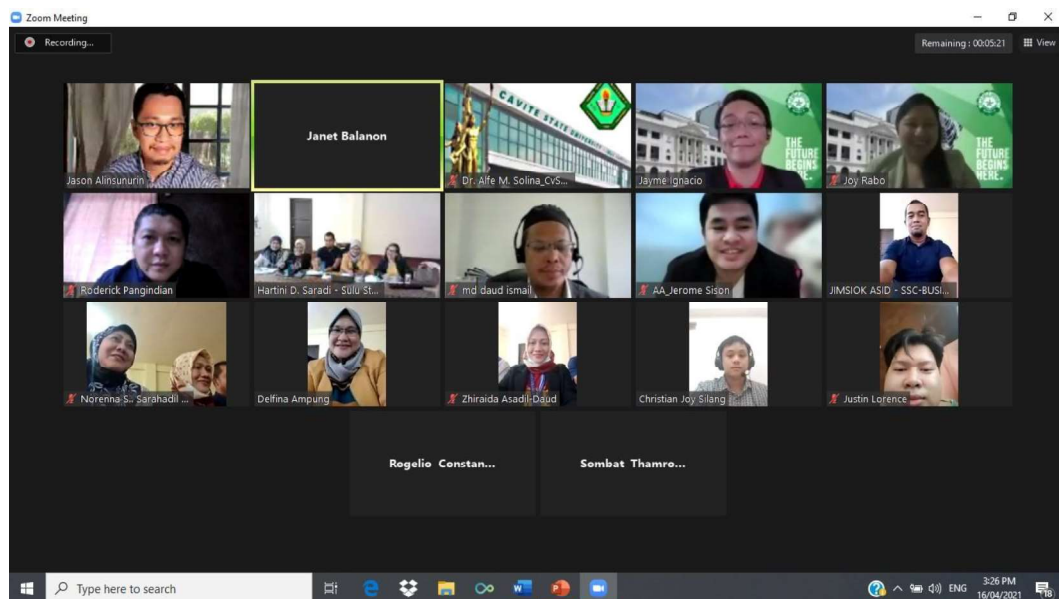 Zoom Meeting
Recording...
Remaining : 00:05:21
View
Jason Alinsunurin
Janet Balanon
CAVITE STATE UNIVERSITY
Dr. Alfe M. Solina_CvS...
THE
FUTURE
BEGINS
HERE.
Jayme Ignacio
THE
FUTURE
BEGINS
HERE.
Joy Rabo
Roderick Pangindian
Hartini D. Saradi - Sulu St...
md daud ismail
AA_Jerome Sison
JIMSIOK ASID - SSC-BUSI...
Norenna S.. Sarahadil ...
Delfina Ampung
Zhiraida Asadil-Daud
Christian Joy Silang
Justin Lorence
Rogelio Constan...
Sombat Thamro...
Type here to search
ENG
3:26 PM
16/04/2021
18